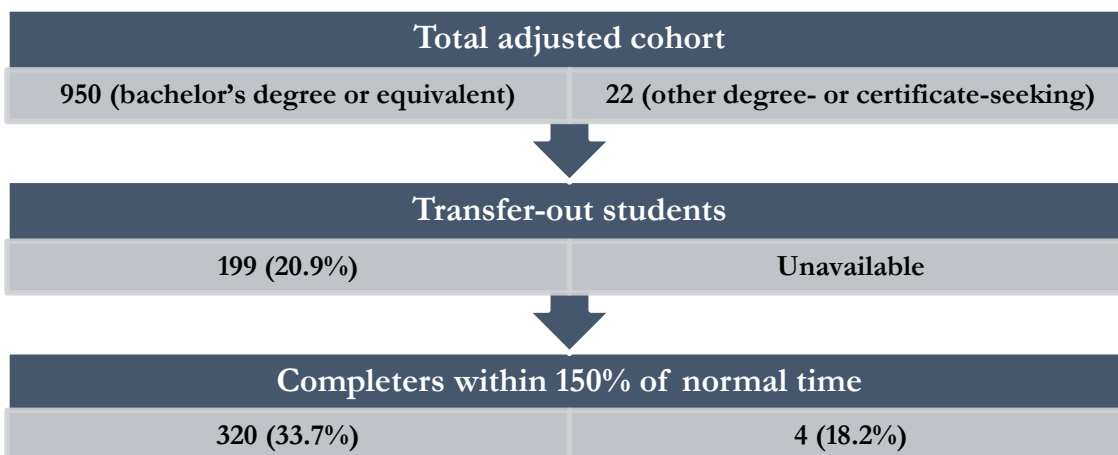 Total adjusted cohort
950 (bachelor's degree or equivalent)
22 (other degree- or certificate-seeking)
Transfer-out students
199 (20.9%)
Unavailable
Completers within 150% of normal time
320 (33.7%)
4 (18.2%)